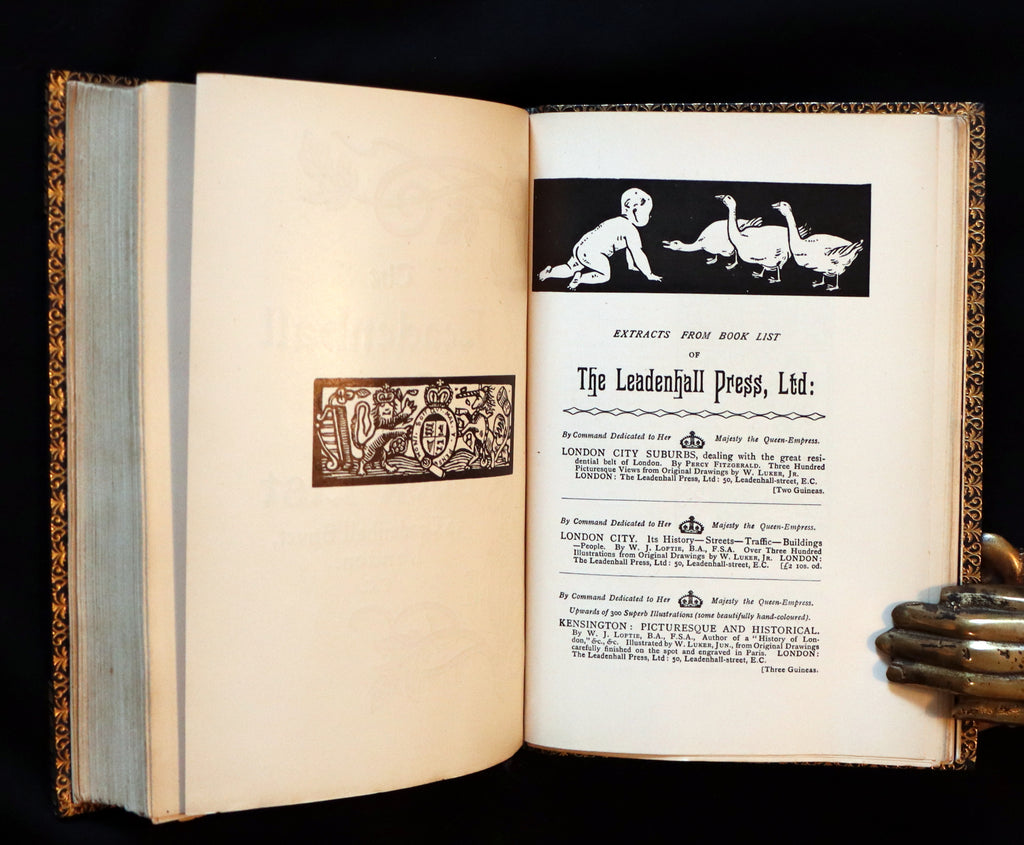 EXTRACTS FROM BOOK LIST
OF
The Leadenhall Press, Ltd:
By Command Dedicated to Her Majesty the Queen-Empress.
LONDON CITY SUBURBS, dealing with the great resi-
dential belt of London. By PERCY FITZGERALD. Three Hundred
Picturesque Views from Original Drawings by W. LUKER, JR.
LONDON: The Leadenhall Press, Ltd: 50, Leadenhall-street, E.C.
[Two Guineas.
By Command Dedicated to Her Majesty the Queen-Empress.
LONDON CITY. Its History—Streets—Traffic—Buildings
—People. By W. J. LOFTIE, B.A., F.S.A. Over Three Hundred
Illustrations from Original Drawings by W. LUKER, JR. LONDON:
The Leadenhall Press, Ltd: 50, Leadenhall-street, E.C. [£2 10s. 0d.
By Command Dedicated to Her Majesty the Queen-Empress.
Upwards of 300 Superb Illustrations (some beautifully hand-coloured).
KENSINGTON: PICTURESQUE AND HISTORICAL.
By W. J. LOFTIE, B.A., F.S.A., Author of a "History of Lon-
don," &c., &c. Illustrated by W. LUKER, JUN., from Original Drawings
carefully finished on the spot and engraved in Paris. LONDON:
The Leadenhall Press, Ltd: 50, Leadenhall-street, E.C.
[Three Guineas.